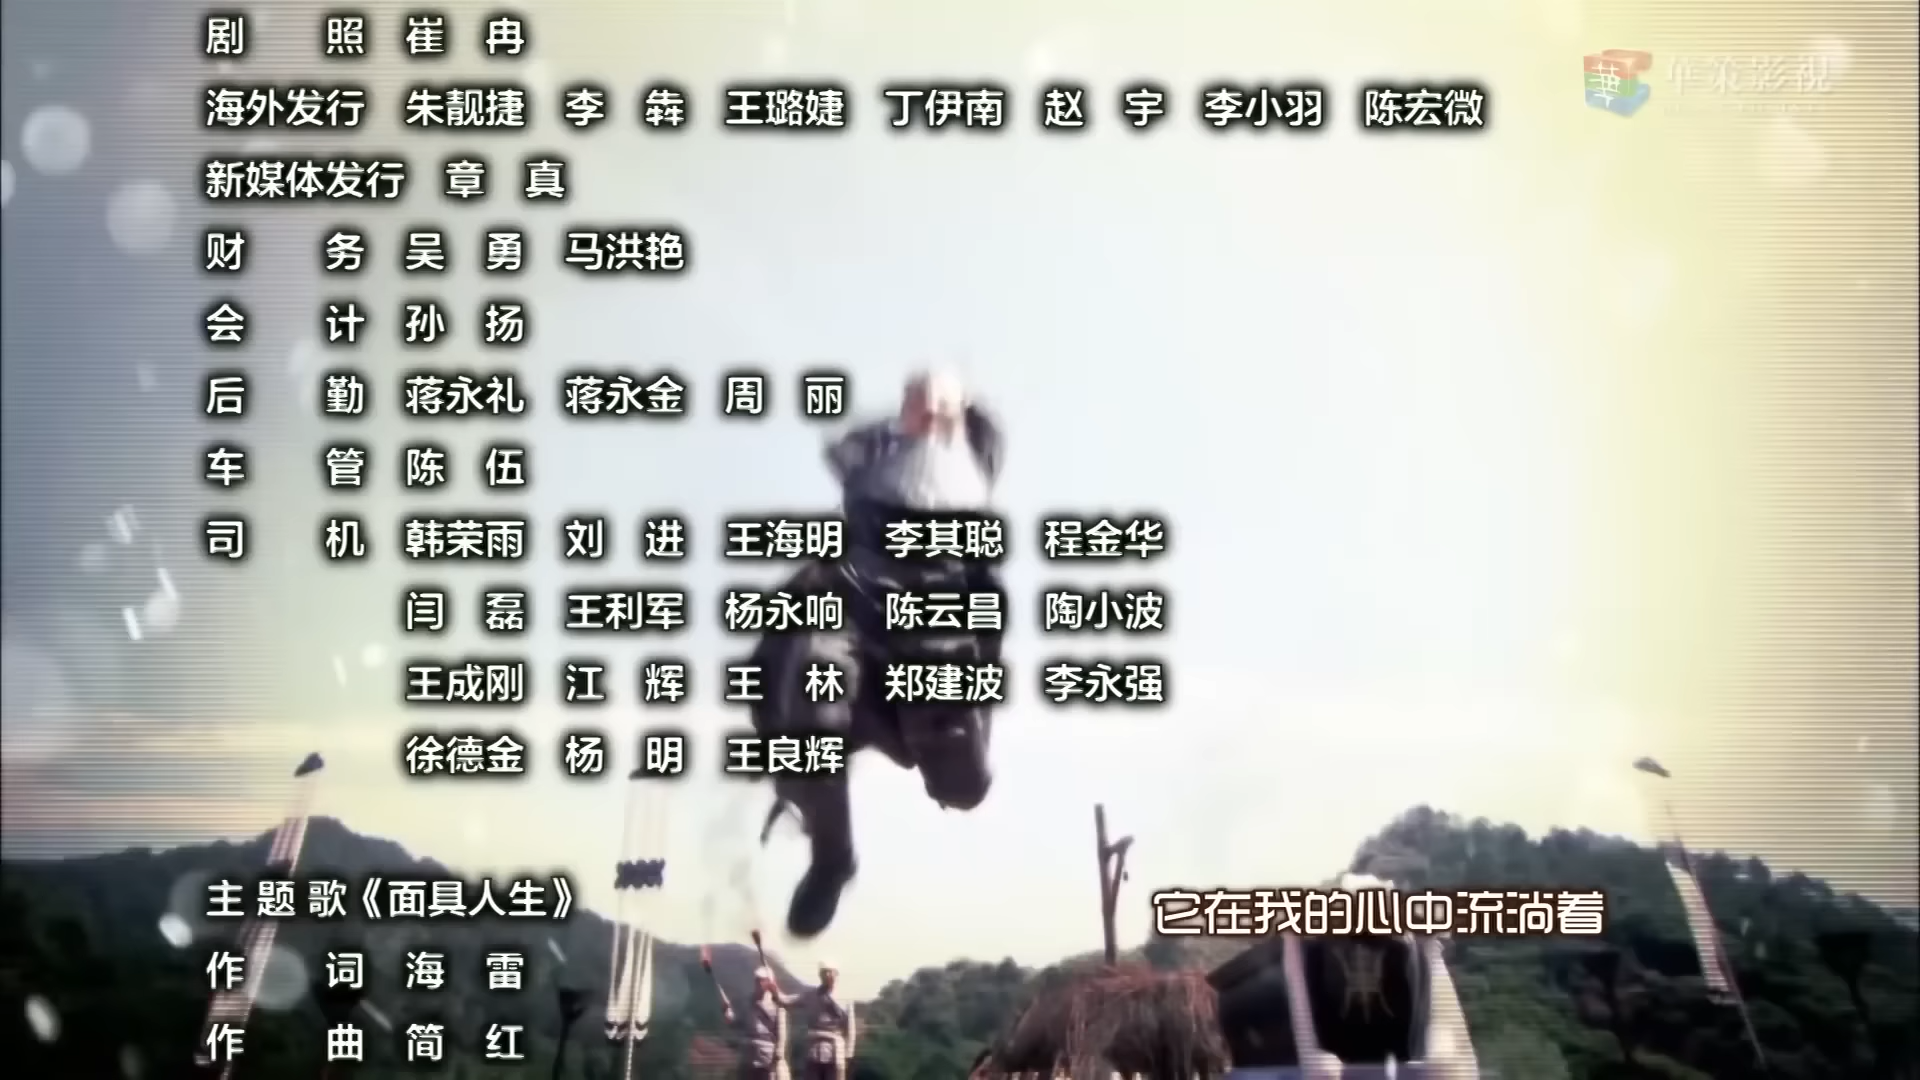 剧 照 崔 冉
華策影視
海外发行 朱靓捷 李 犇 王璐婕 丁伊南 赵 宇 李小羽 陈宏微
新媒体发行 章 真
财 务 吴 勇 马洪艳
会 计 孙 扬
后 勤 蒋永礼 蒋永金 周 丽
车 管 陈 伍
司 机 韩荣雨 刘 进 王海明 李其聪 程金华
闫 磊 王利军 杨永响 陈云昌 陶小波
王成刚 江 辉 王 林 郑建波 李永强
徐德金 杨 明 王良辉
主 题 歌《面具人生》
它在我的心中流淌着
作 词 海 雷
作 曲 简 红